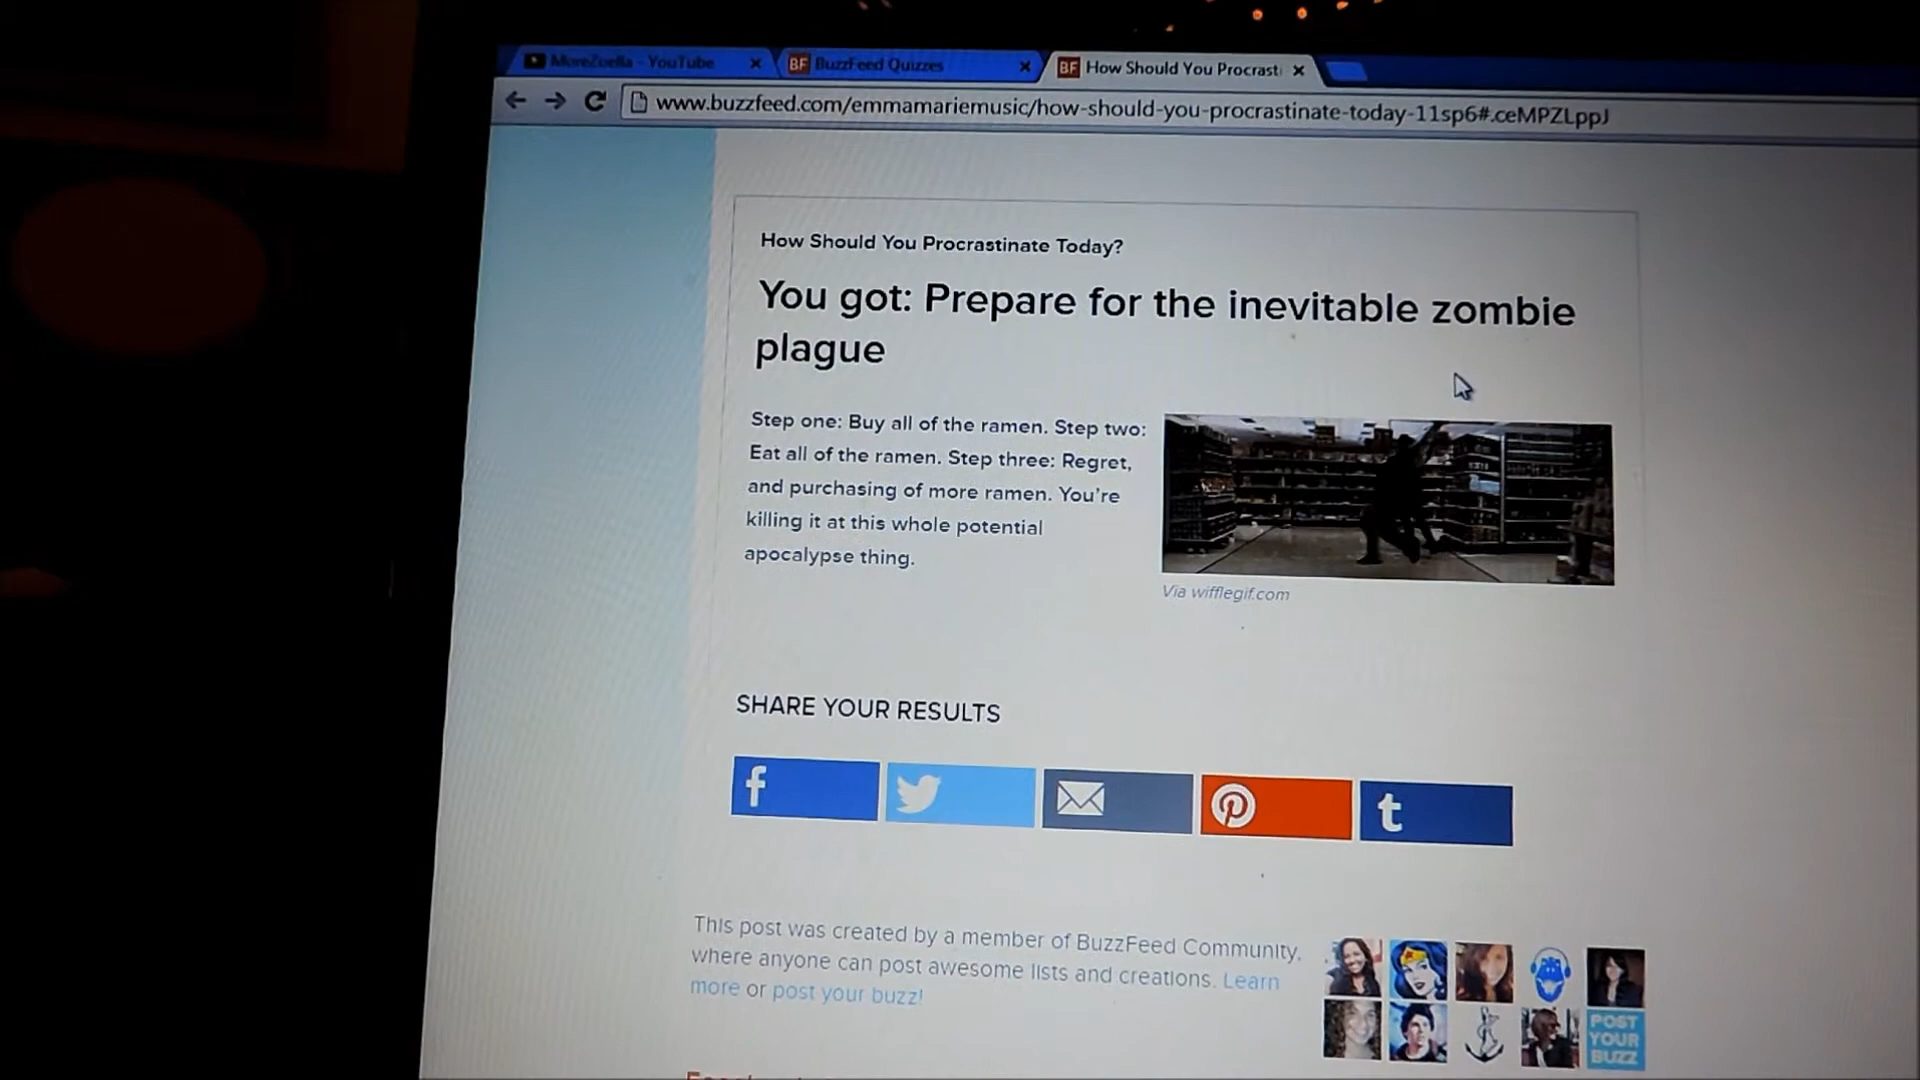 MoreZoella - YouTube
BF BuzzFeed Quizzes
BF How Should You Procrasti
www.buzzfeed.com/emmamariemusic/how-should-you-procrastinate-today-11sp6#.ceMPZLppJ
How Should You Procrastinate Today?
You got: Prepare for the inevitable zombie
plague
Step one: Buy all of the ramen. Step two:
Eat all of the ramen. Step three: Regret,
and purchasing of more ramen. You're
killing it at this whole potential
apocalypse thing.
Via wifflegif.com
SHARE YOUR RESULTS
This post was created by a member of BuzzFeed Community,
where anyone can post awesome lists and creations. Learn
more or post your buzz!
POST
YOUR
BUZZ